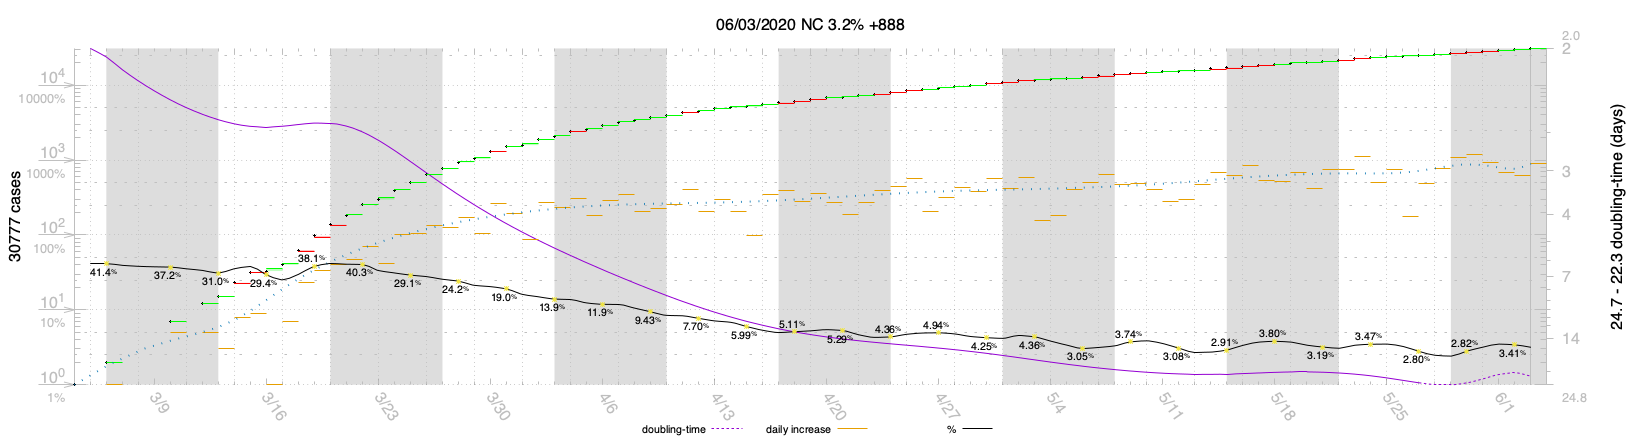 06/03/2020 NC 3.2% +888
2.0
2
10⁴
10000%
10³
1000%
3
10²
100%
4
7
10¹
10%
14
10⁰
1%
24.8
307777 cases
24.7 - 22.3 doubling-time (days)
41.4% 37.2% 31.0% 29.4% 38.1% 40.3% 29.1% 24.2% 19.0% 13.9% 11.9% 9.43% 7.70% 5.99% 5.11% 5.29% 4.36% 4.94% 4.25% 4.36% 3.05% 3.74% 3.08% 2.91% 3.80% 3.19% 3.47% 2.80% 2.82% 3.41%
3/9 3/16 3/23 3/30 4/6 4/13 4/20 4/27 5/4 5/11 5/18 5/25 6/1
doubling-time daily increase %